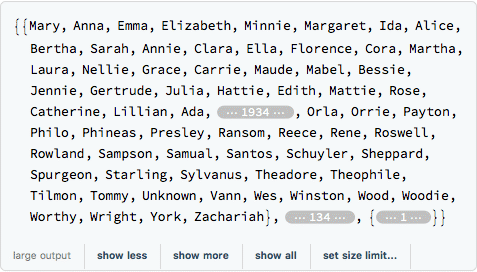 {{Mary, Anna, Emma, Elizabeth, Minnie, Margaret, Ida, Alice,
Bertha, Sarah, Annie, Clara, Ella, Florence, Cora, Martha,
Laura, Nellie, Grace, Carrie, Maude, Mabel, Bessie,
Jennie, Gertrude, Julia, Hattie, Edith, Mattie, Rose,
Catherine, Lillian, Ada, ··· 1934 ··· , Orla, Orrie, Payton,
Philo, Phineas, Presley, Ransom, Reece, Rene, Roswell,
Rowland, Sampson, Samual, Santos, Schuyler, Sheppard,
Spurgeon, Starling, Sylvanus, Theadore, Theophile,
Tilmon, Tommy, Unknown, Vann, Wes, Winston, Wood, Woodie,
Worthy, Wright, York, Zachariah}, ··· 134 ··· , {··· 1 ···}}
large output show less show more show all set size limit...